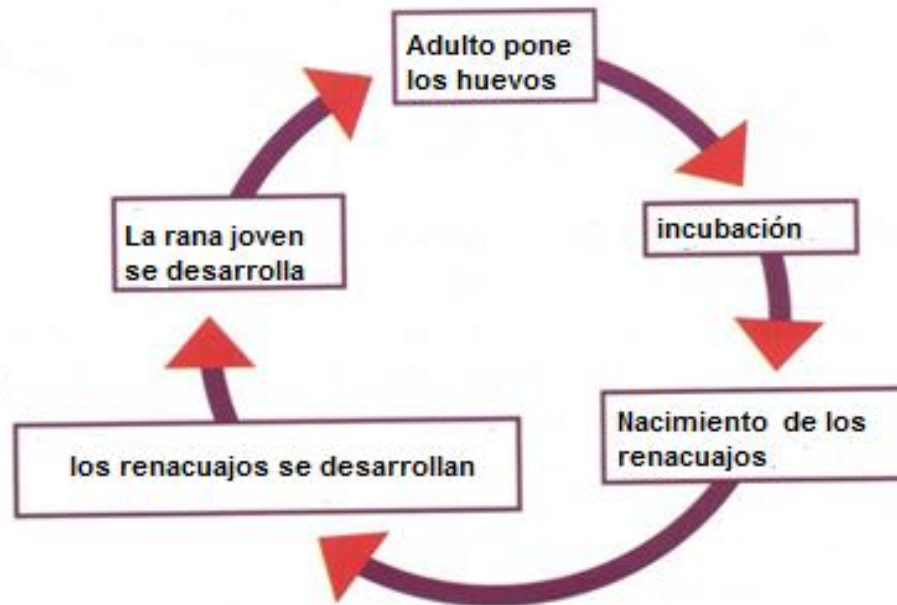 Adulto pone
los huevos
incubación
Nacimiento de los
renacuajos
los renacuajos se desarrollan
La rana joven
se desarrolla